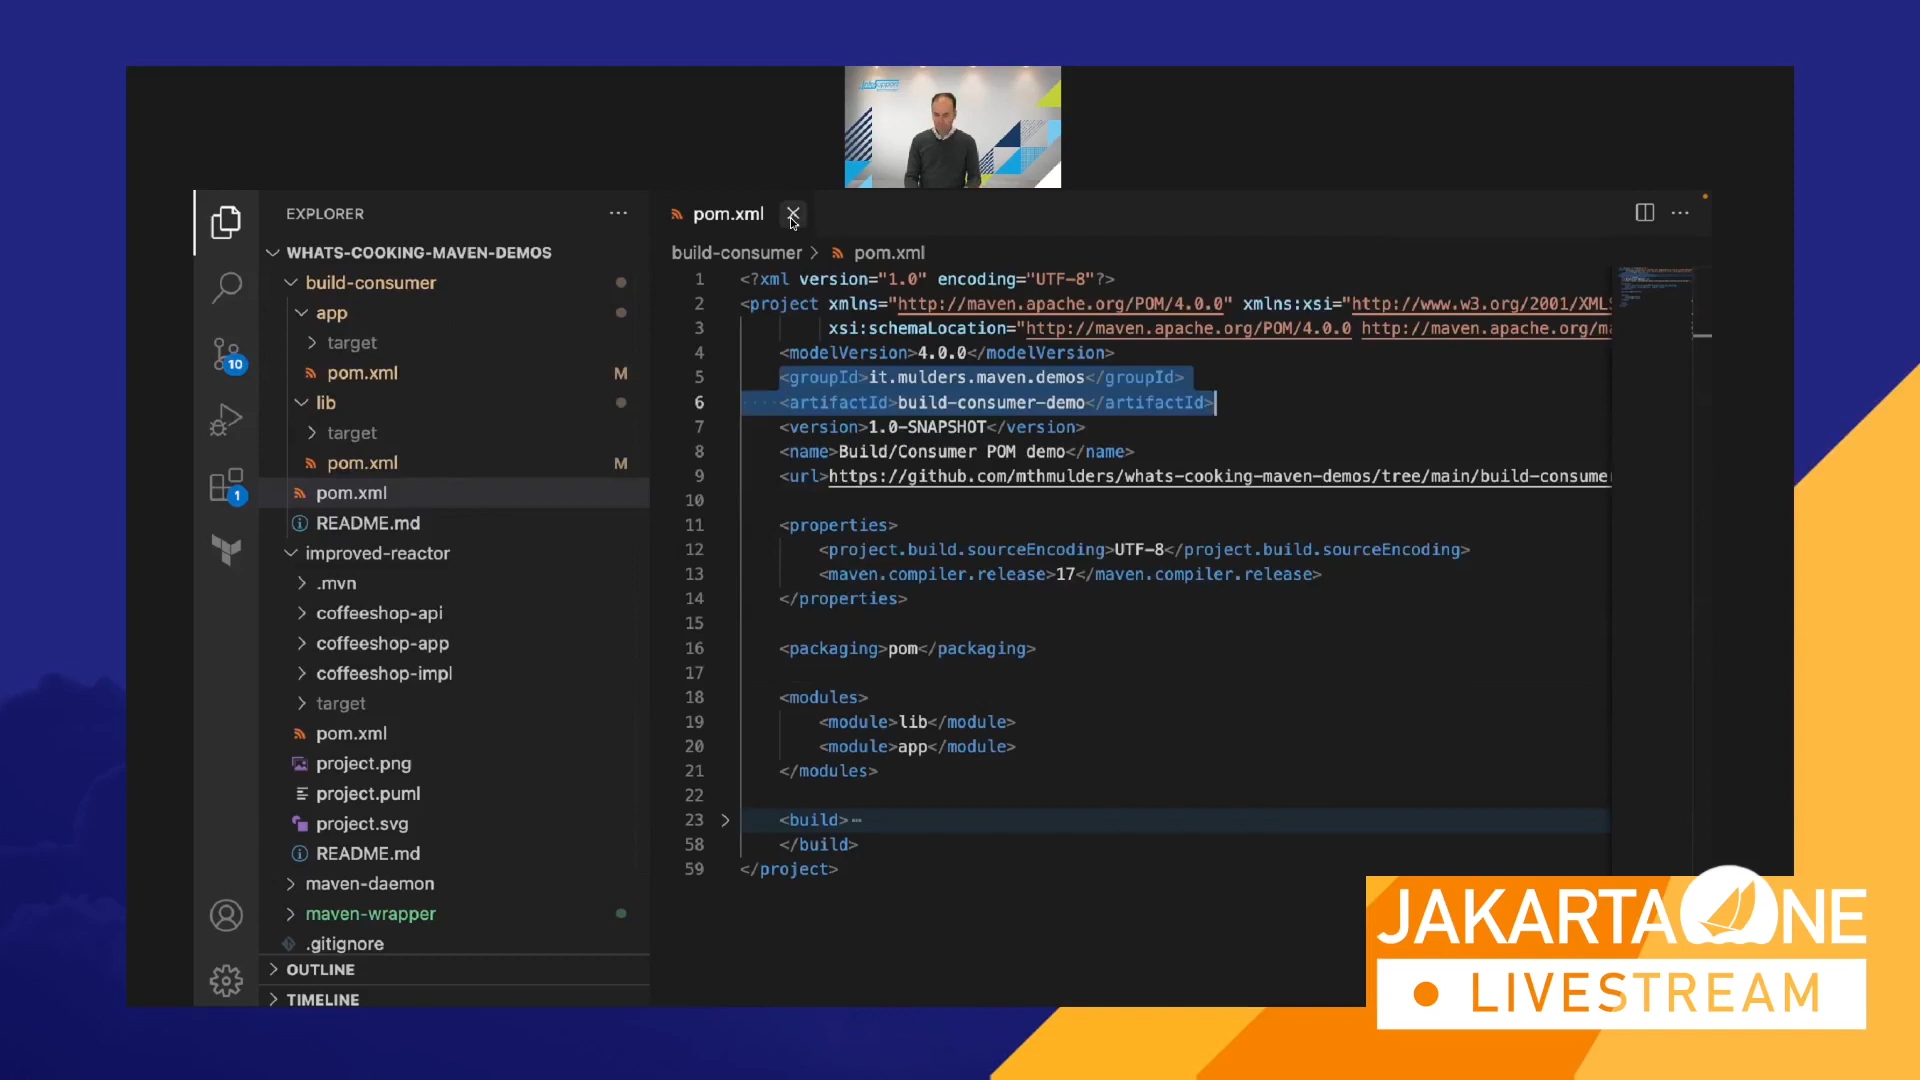 EXPLORER
WHATS-COOKING-MAVEN-DEMOS
build-consumer
app
target
pom.xml M
lib
target
pom.xml M
pom.xml
README.md
improved-reactor
.mvn
coffeeshop-api
coffeeshop-app
coffeeshop-impl
target
pom.xml
project.png
project.puml
project.svg
README.md
maven-daemon
maven-wrapper
.gitignore
OUTLINE
TIMELINE
10
1
pom.xml
build-consumer > pom.xml
1 <?xml version="1.0" encoding="UTF-8"?>
2 <project xmlns="http://maven.apache.org/POM/4.0.0" xmlns:xsi="http://www.w3.org/2001/XMLS
3 xsi:schemaLocation="http://maven.apache.org/POM/4.0.0 http://maven.apache.org/ma
4 <modelVersion>4.0.0</modelVersion>
5 <groupId>it.mulders.maven.demos</groupId>
6 <artifactId>build-consumer-demo</artifactId>
7 <version>1.0-SNAPSHOT</version>
8 <name>Build/Consumer POM demo</name>
9 <url>https://github.com/mthmulders/whats-cooking-maven-demos/tree/main/build-consumer
10
11 <properties>
12 <project.build.sourceEncoding>UTF-8</project.build.sourceEncoding>
13 <maven.compiler.release>17</maven.compiler.release>
14 </properties>
15
16 <packaging>pom</packaging>
17
18 <modules>
19 <module>lib</module>
20 <module>app</module>
21 </modules>
22
23 <build>
58 </build>
59 </project>
JAKARTAONE
LIVESTREAM